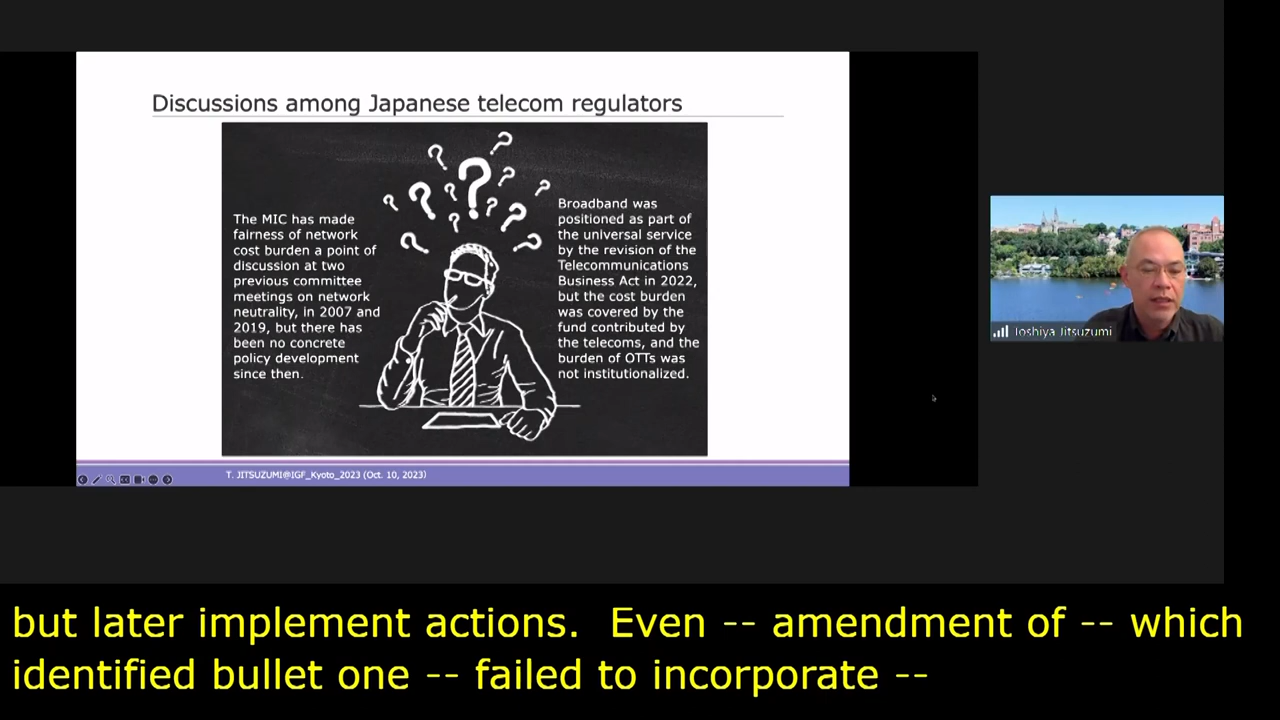 Discussions among Japanese telecom regulators
The MIC has made
fairness of network
cost burden a point of
discussion at two
previous committee
meetings on network
neutrality, in 2007 and
2019, but there has
been no concrete
policy development
since then.
Broadband was
positioned as part of
the universal service
by the revision of the
Telecommunications
Business Act in 2022,
but the cost burden
was covered by the
fund contributed by
the telecoms, and the
burden of OTTs was
not institutionalized.
T. JITSUZUMI@IGF_Kyoto_2023 (Oct. 10, 2023)
Toshiya Jitsuzumi
but later implement actions.  Even -- amendment of -- which
identified bullet one -- failed to incorporate --